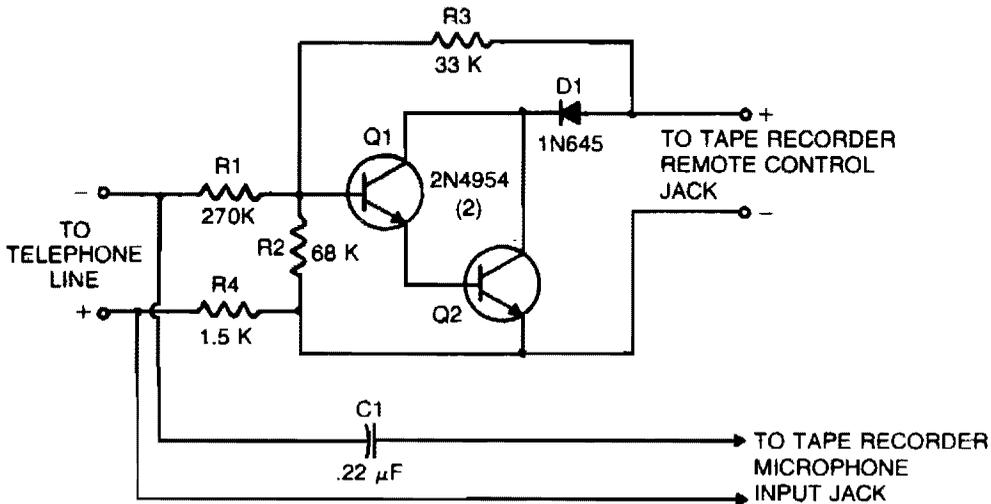 R3
33 K
D1
1N645
+
TO TAPE RECORDER
REMOTE CONTROL
JACK
−
Q1
2N4954
(2)
R1
270K
−
TO
TELEPHONE
LINE
+
R2
68 K
R4
1.5 K
Q2
C1
.22 µF
TO TAPE RECORDER
MICROPHONE
INPUT JACK